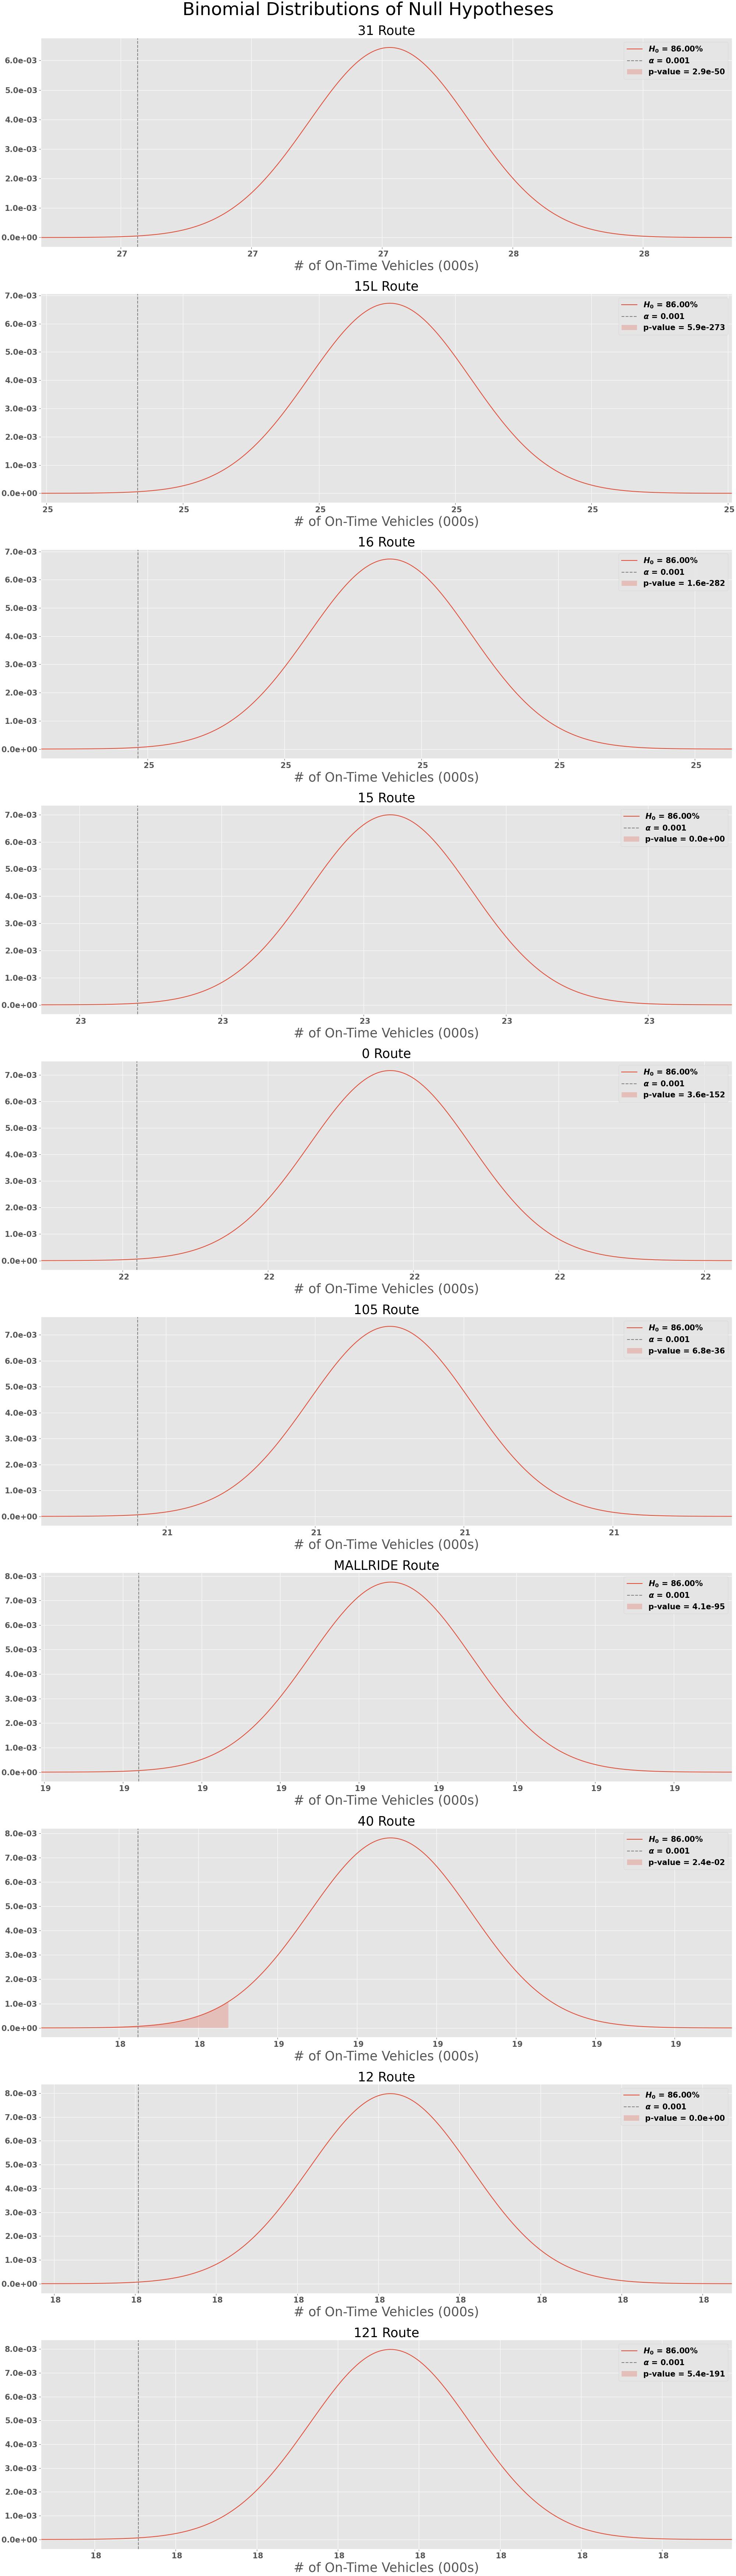 Binomial Distributions of Null Hypotheses
31 Route
H₀ = 86.00%
α = 0.001
p-value = 2.9e-50
6.0e-03
5.0e-03
4.0e-03
3.0e-03
2.0e-03
1.0e-03
0.0e+00
27 27 27 28 28
# of On-Time Vehicles (000s)
15L Route
H₀ = 86.00%
α = 0.001
p-value = 5.9e-273
7.0e-03
6.0e-03
5.0e-03
4.0e-03
3.0e-03
2.0e-03
1.0e-03
0.0e+00
25 25 25 25 25 25
# of On-Time Vehicles (000s)
16 Route
H₀ = 86.00%
α = 0.001
p-value = 1.6e-282
7.0e-03
6.0e-03
5.0e-03
4.0e-03
3.0e-03
2.0e-03
1.0e-03
0.0e+00
25 25 25 25 25
# of On-Time Vehicles (000s)
15 Route
H₀ = 86.00%
α = 0.001
p-value = 0.0e+00
7.0e-03
6.0e-03
5.0e-03
4.0e-03
3.0e-03
2.0e-03
1.0e-03
0.0e+00
23 23 23 23 23
# of On-Time Vehicles (000s)
0 Route
H₀ = 86.00%
α = 0.001
p-value = 3.6e-152
7.0e-03
6.0e-03
5.0e-03
4.0e-03
3.0e-03
2.0e-03
1.0e-03
0.0e+00
22 22 22 22 22
# of On-Time Vehicles (000s)
105 Route
H₀ = 86.00%
α = 0.001
p-value = 6.8e-36
7.0e-03
6.0e-03
5.0e-03
4.0e-03
3.0e-03
2.0e-03
1.0e-03
0.0e+00
21 21 21 21
# of On-Time Vehicles (000s)
MALLRIDE Route
H₀ = 86.00%
α = 0.001
p-value = 4.1e-95
8.0e-03
7.0e-03
6.0e-03
5.0e-03
4.0e-03
3.0e-03
2.0e-03
1.0e-03
0.0e+00
19 19 19 19 19 19 19 19 19
# of On-Time Vehicles (000s)
40 Route
H₀ = 86.00%
α = 0.001
p-value = 2.4e-02
8.0e-03
7.0e-03
6.0e-03
5.0e-03
4.0e-03
3.0e-03
2.0e-03
1.0e-03
0.0e+00
18 18 19 19 19 19 19 19
# of On-Time Vehicles (000s)
12 Route
H₀ = 86.00%
α = 0.001
p-value = 0.0e+00
8.0e-03
7.0e-03
6.0e-03
5.0e-03
4.0e-03
3.0e-03
2.0e-03
1.0e-03
0.0e+00
18 18 18 18 18 18 18 18 18
# of On-Time Vehicles (000s)
121 Route
H₀ = 86.00%
α = 0.001
p-value = 5.4e-191
8.0e-03
7.0e-03
6.0e-03
5.0e-03
4.0e-03
3.0e-03
2.0e-03
1.0e-03
0.0e+00
18 18 18 18 18 18 18 18
# of On-Time Vehicles (000s)